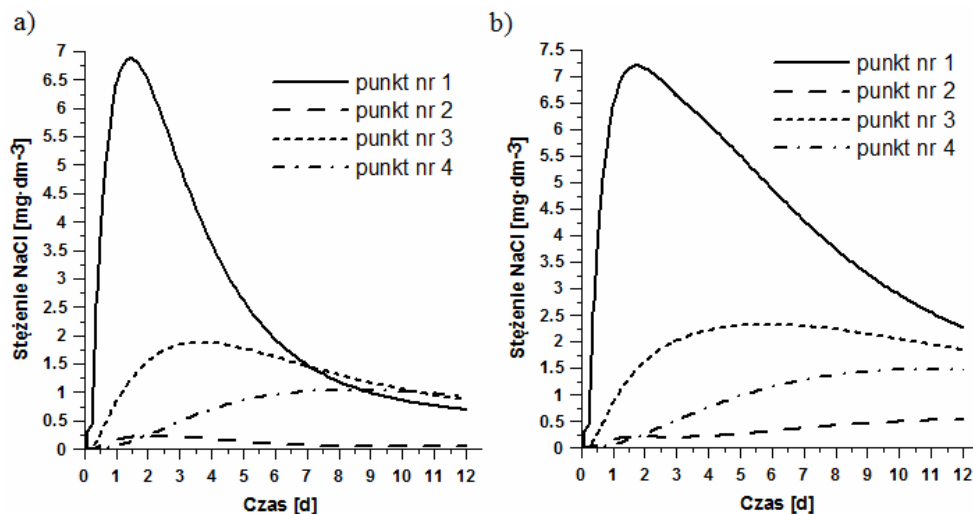 a)
Stężenie NaCl [mg·dm-3]
7
6.5
6
5.5
5
4.5
4
3.5
3
2.5
2
1.5
1
0.5
0
0 1 2 3 4 5 6 7 8 9 10 11 12
Czas [d]
punkt nr 1
punkt nr 2
punkt nr 3
punkt nr 4
b)
Stężenie NaCl [mg·dm-3]
7.5
7
6.5
6
5.5
5
4.5
4
3.5
3
2.5
2
1.5
1
0.5
0
0 1 2 3 4 5 6 7 8 9 10 11 12
Czas [d]
punkt nr 1
punkt nr 2
punkt nr 3
punkt nr 4